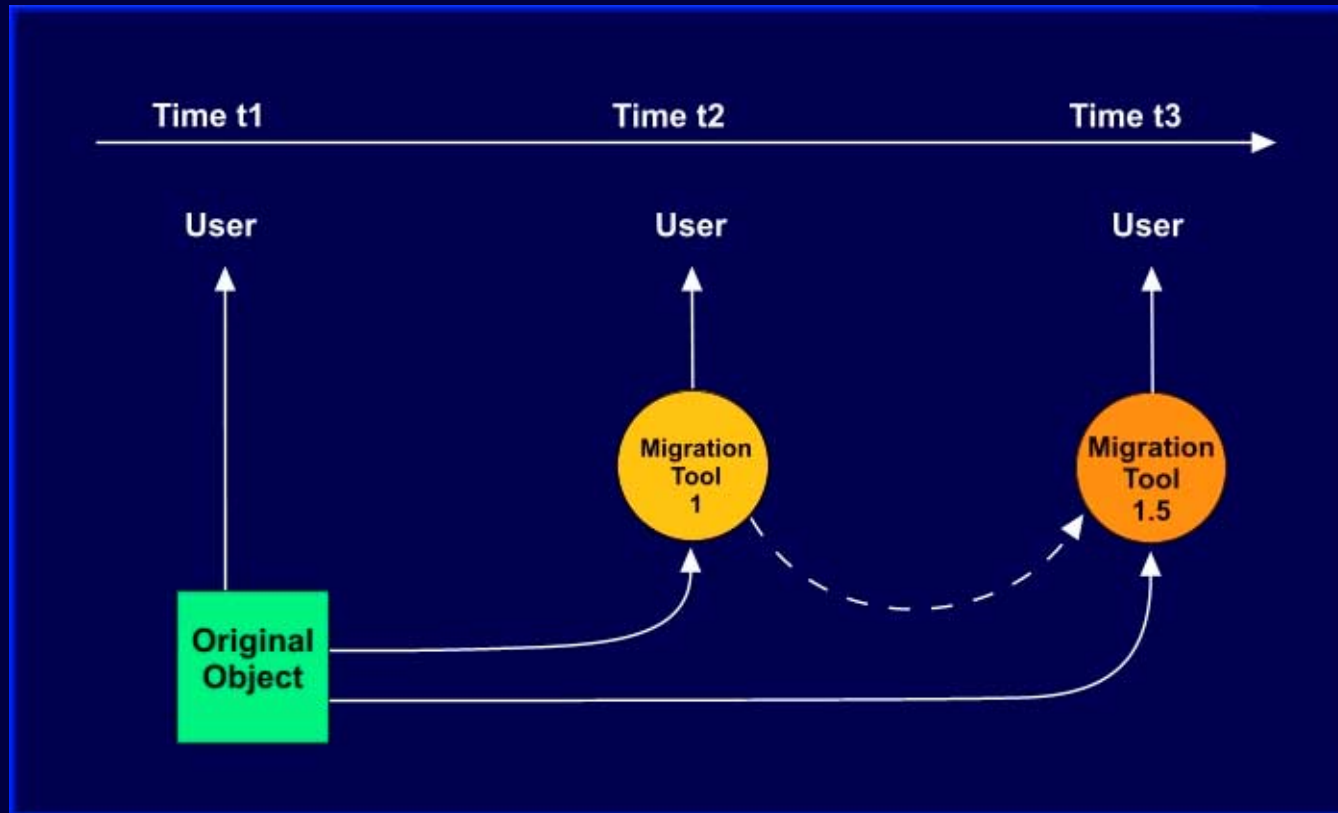 Time t1
Time t2
Time t3
User
User
User
Migration
Tool
1
Migration
Tool
1.5
Original
Object